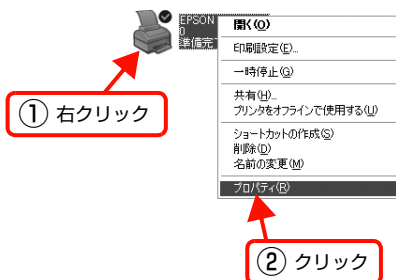 EPSON
0
準備完了
開く(O)
印刷設定(E)...
一時停止(G)
共有(H)...
プリンタをオフラインで使用する(U)
ショートカットの作成(S)
削除(D)
名前の変更(M)
プロパティ(R)
① 右クリック
② クリック